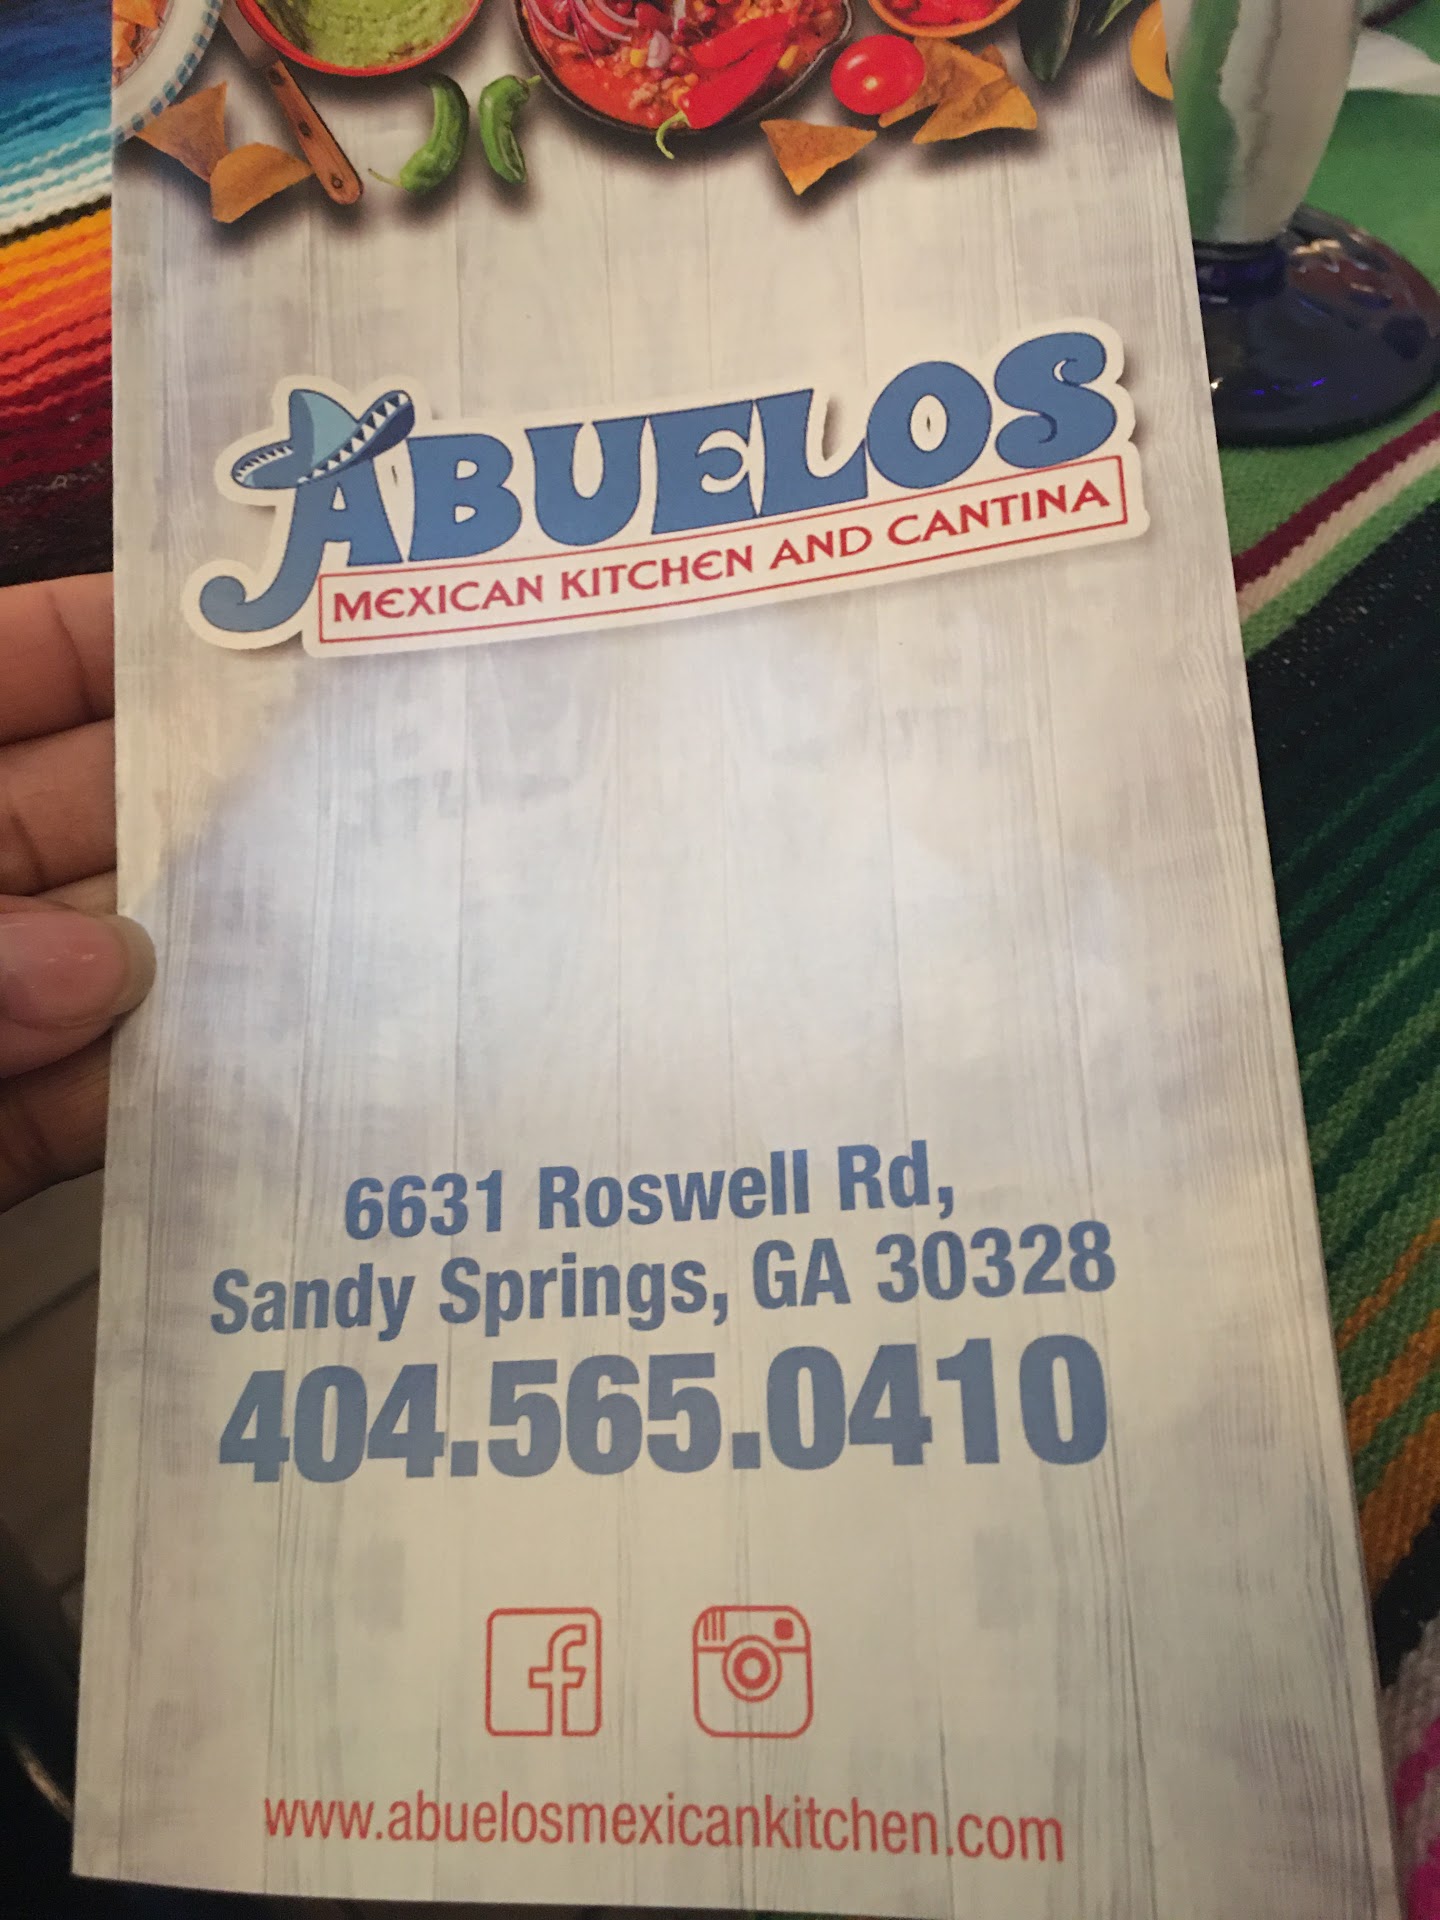 ABUELOS
MEXICAN KITCHEN AND CANTINA
6631 Roswell Rd,
Sandy Springs, GA 30328
404.565.0410
www.abuelosmexicankitchen.com